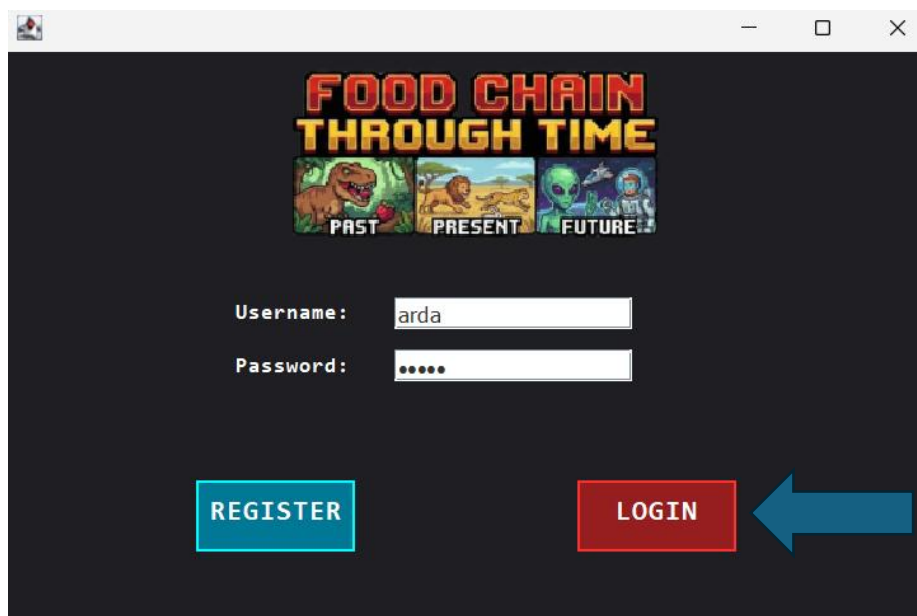 FOOD CHAIN
THROUGH TIME
PAST PRESENT FUTURE
Username: arda
Password: •••••
REGISTER LOGIN